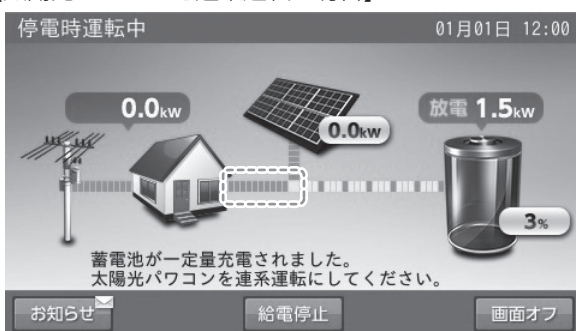 停電時運転中
01月01日 12:00
0.0kw
0.0kw
放電 1.5kw
3%
蓄電池が一定量充電されました。
太陽光パワコンを連系運転にしてください。
お知らせ
給電停止
画面オフ